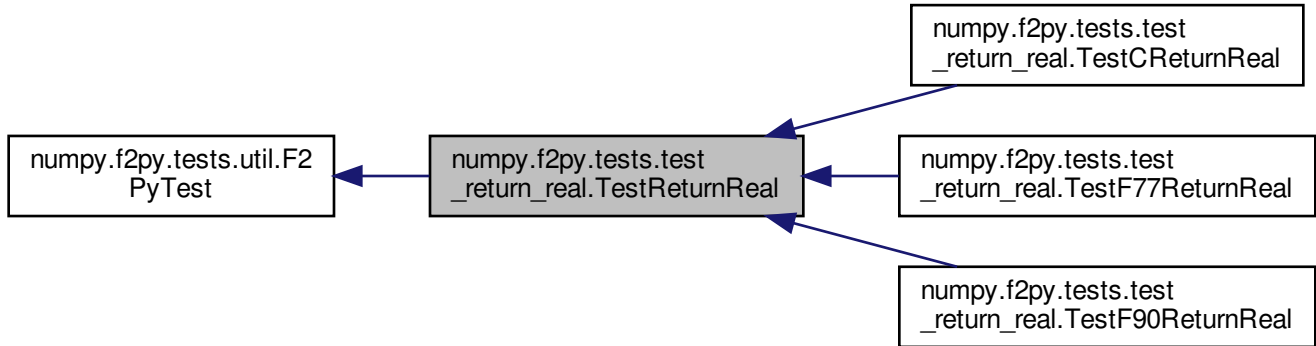 numpy.f2py.tests.util.F2
PyTest
numpy.f2py.tests.test
_return_real.TestReturnReal
numpy.f2py.tests.test
_return_real.TestCReturnReal
numpy.f2py.tests.test
_return_real.TestF77ReturnReal
numpy.f2py.tests.test
_return_real.TestF90ReturnReal